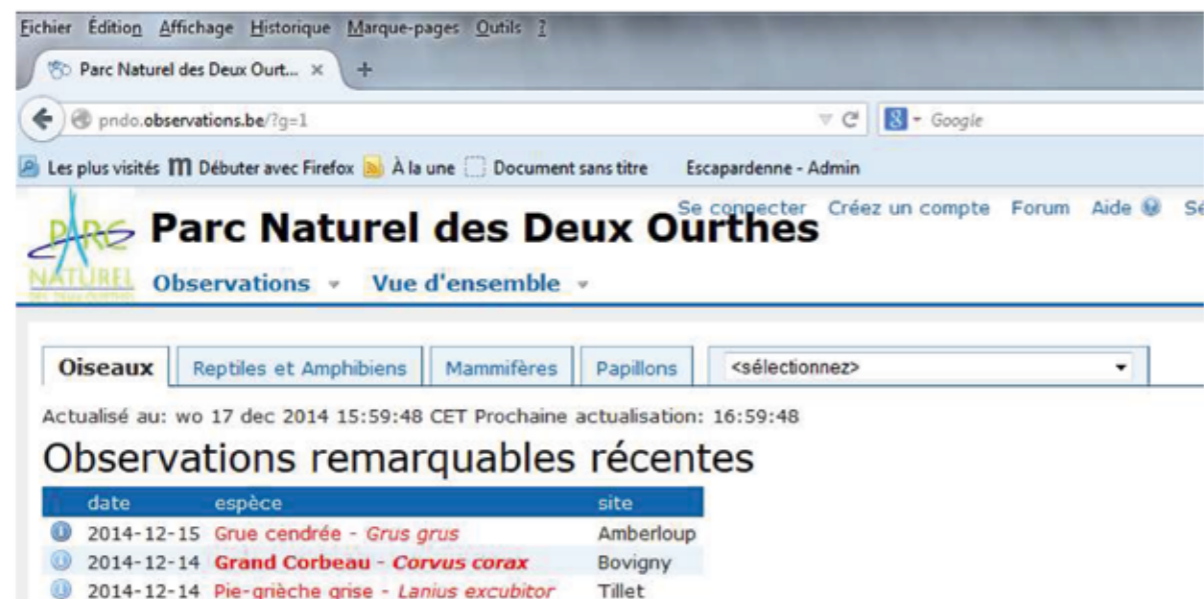 Fichier Édition Affichage Historique Marque-pages Outils ?
Parc Naturel des Deux Ourt... × +
pndo.observations.be/?g=1 Google
Les plus visités Débuter avec Firefox À la une Document sans titre Escapardenne - Admin
Se connecter Créez un compte Forum Aide Sé
PARC NATUREL
Parc Naturel des Deux Ourthes
Observations Vue d'ensemble
Oiseaux Reptiles et Amphibiens Mammifères Papillons <sélectionnez>
Actualisé au: wo 17 dec 2014 15:59:48 CET Prochaine actualisation: 16:59:48
Observations remarquables récentes
date espèce site
2014-12-15 Grue cendrée - Grus grus Amberloup
2014-12-14 Grand Corbeau - Corvus corax Bovigny
2014-12-14 Pie-grièche grise - Lanius excubitor Tillet